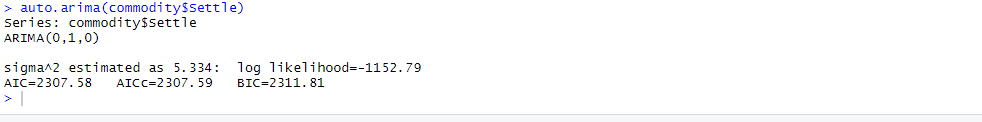 > auto.arima(commodity$Settle)
Series: commodity$Settle
ARIMA(0,1,0)
sigma^2 estimated as 5.334:  log likelihood=-1152.79
AIC=2307.58   AICc=2307.59   BIC=2311.81
>